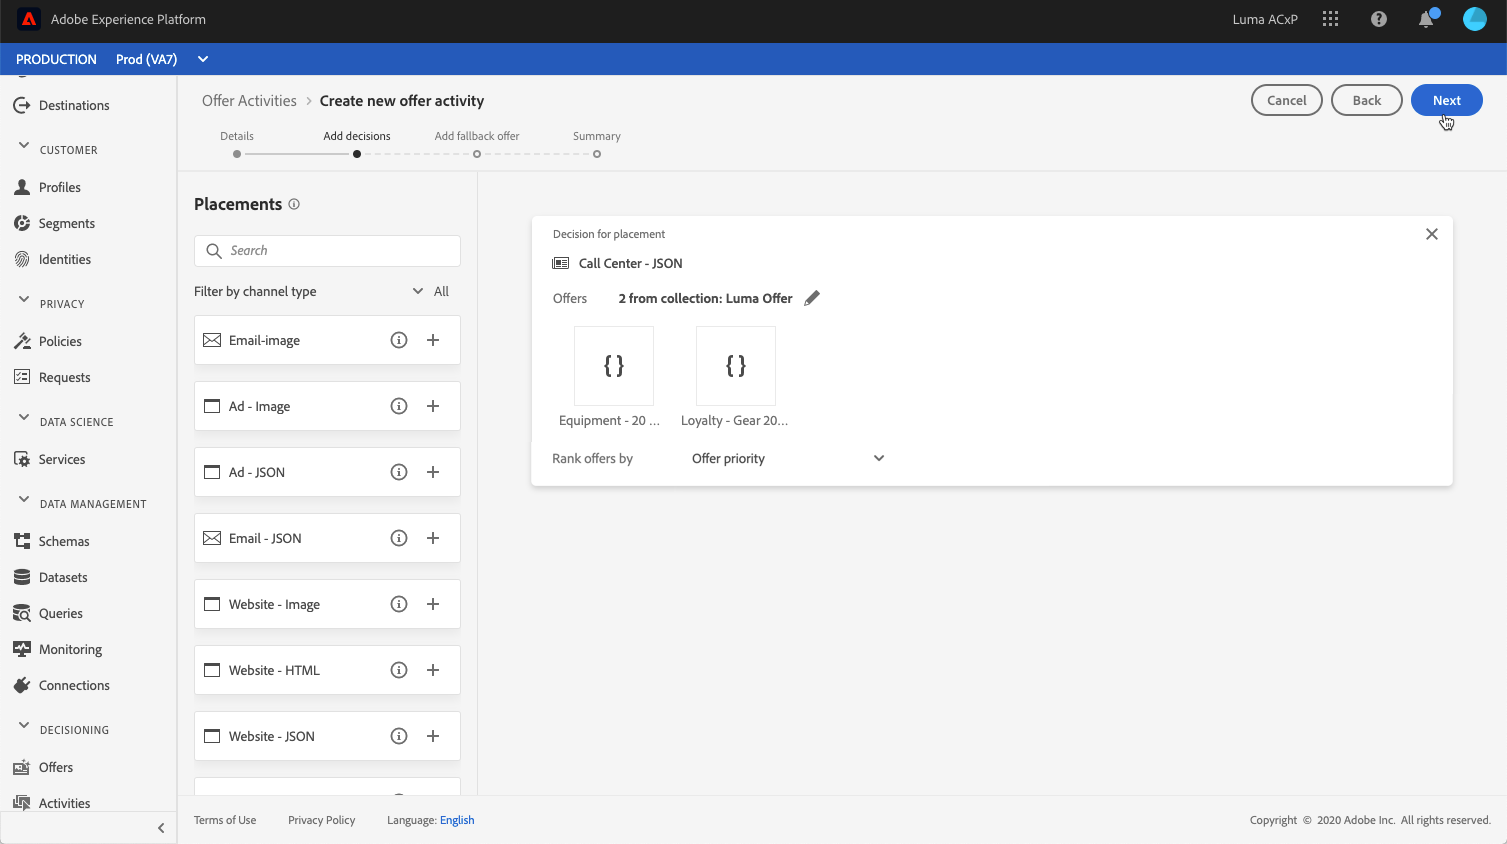 Adobe Experience Platform
Luma ACxP
PRODUCTION Prod (VA7)
Destinations
CUSTOMER
Profiles
Segments
Identities
PRIVACY
Policies
Requests
DATA SCIENCE
Services
DATA MANAGEMENT
Schemas
Datasets
Queries
Monitoring
Connections
DECISIONING
Offers
Activities
Offer Activities > Create new offer activity
Cancel Back Next
Details Add decisions Add fallback offer Summary
Placements
Search
Filter by channel type All
Email-image
Ad - Image
Ad - JSON
Email - JSON
Website - Image
Website - HTML
Website - JSON
Decision for placement
Call Center - JSON
Offers 2 from collection: Luma Offer
{ } { }
Equipment - 20 ... Loyalty - Gear 20...
Rank offers by Offer priority
Terms of Use Privacy Policy Language: English
Copyright © 2020 Adobe Inc. All rights reserved.